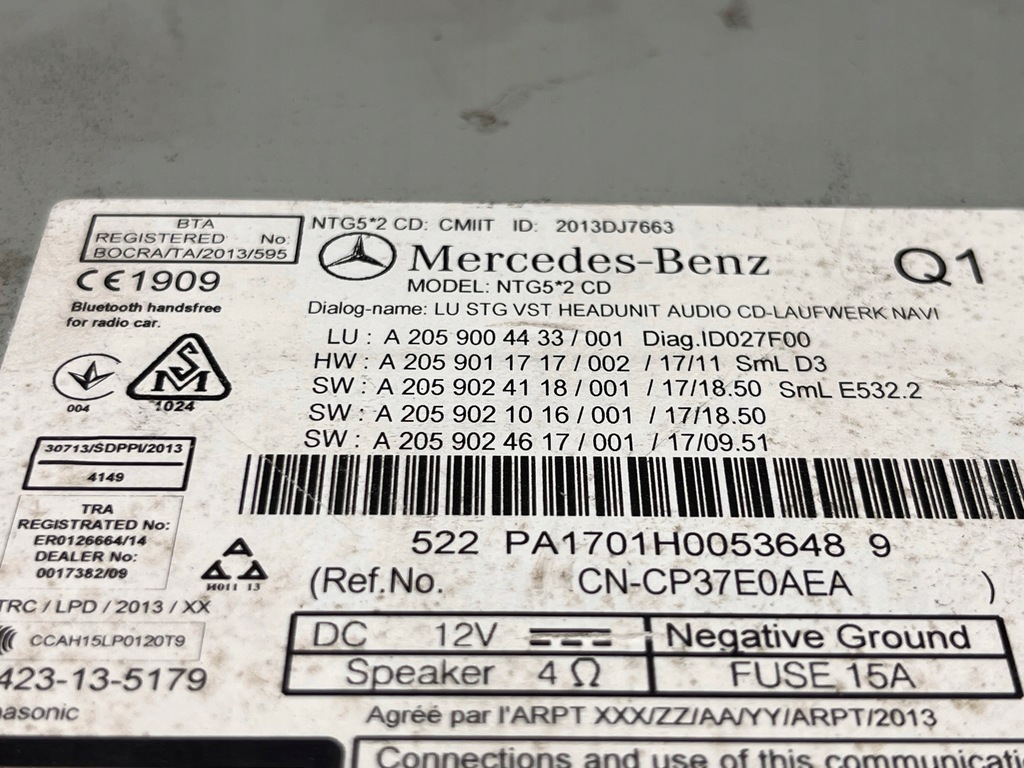 BTA
REGISTERED No:
BOCRA/TA/2013/595
NTG5*2 CD: CMIIT ID: 2013DJ7663
Mercedes-Benz
Q1
MODEL: NTG5*2 CD
CE1909
Bluetooth handsfree
for radio car.
Dialog-name: LU STG VST HEADUNIT AUDIO CD-LAUFWERK NAVI
LU : A 205 900 44 33 / 001 Diag.ID027F00
HW : A 205 901 17 17 / 002 / 17/11 SmL D3
SW : A 205 902 41 18 / 001 / 17/18.50 SmL E532.2
SW : A 205 902 10 16 / 001 / 17/18.50
SW : A 205 902 46 17 / 001 / 17/09.51
004
SM
1024
30713/SDPPI/2013
4149
TRA
REGISTRATED No:
ER0126664/14
DEALER No:
0017382/09
522 PA1701H0053648 9
(Ref.No. CN-CP37E0AEA )
TRC / LPD / 2013 / XX
CCAH15LP0120T9
423-13-5179
asonic
DC 12V Negative Ground
Speaker 4 Ω FUSE 15A
Agréé par l'ARPT XXX/ZZ/AA/YY/ARPT/2013
Connections and use of this communicati